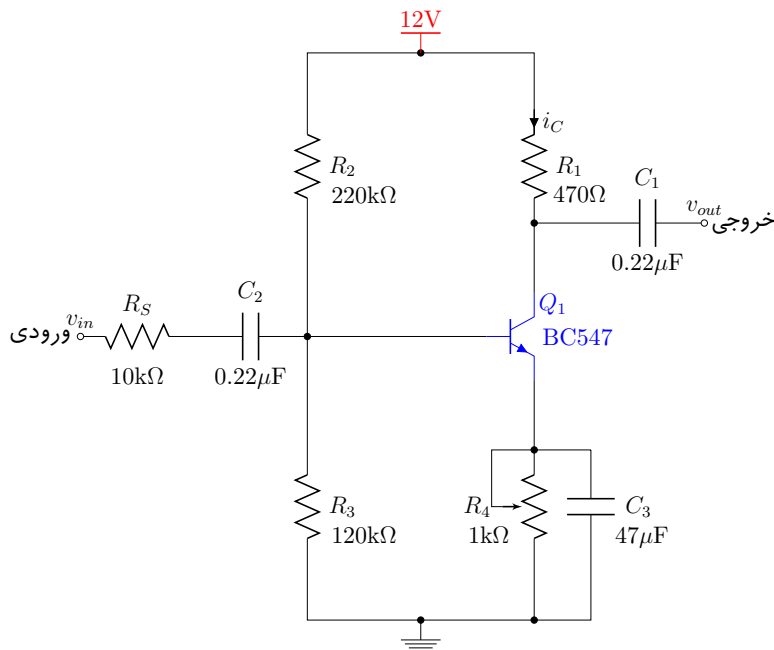 12V
i_C
R_2
220kΩ
R_1
470Ω
C_1
0.22μF
v_out
خروجی
R_S
10kΩ
C_2
0.22μF
v_in
ورودی
Q_1
BC547
R_3
120kΩ
R_4
1kΩ
C_3
47μF